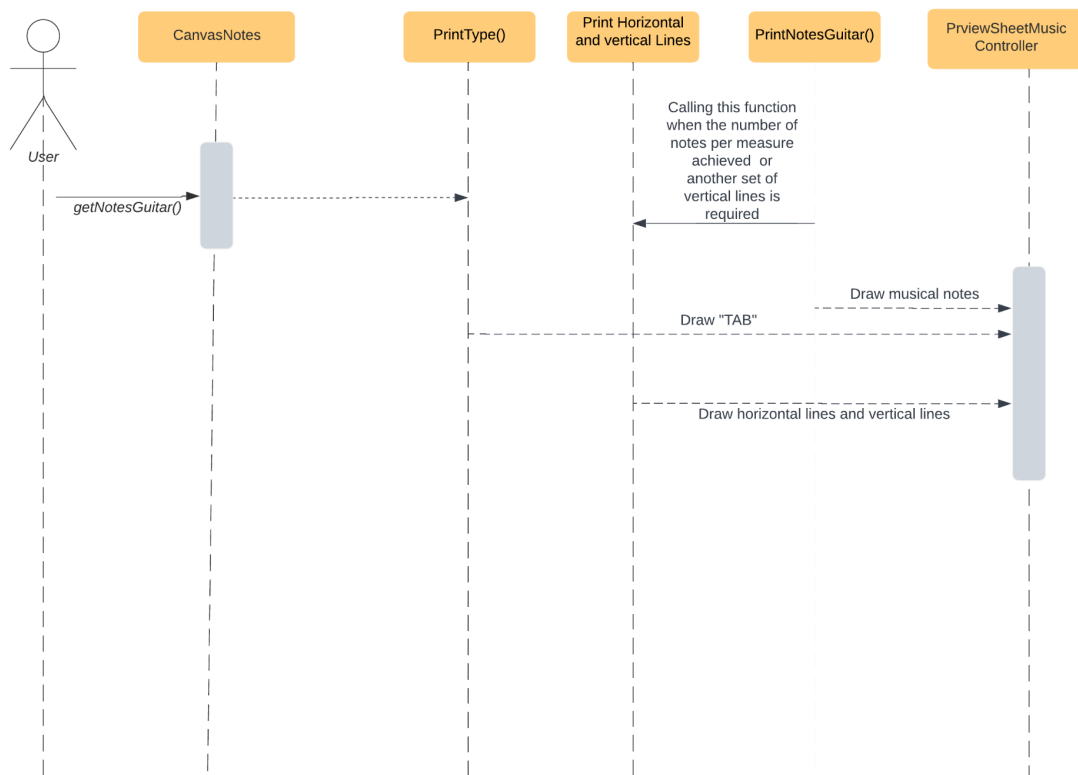 CanvasNotes
PrintType()
Print Horizontal
and vertical Lines
PrintNotesGuitar()
PrviewSheetMusic
Controller
User
getNotesGuitar()
Calling this function
when the number of
notes per measure
achieved or
another set of
vertical lines is
required
Draw musical notes
Draw "TAB"
Draw horizontal lines and vertical lines